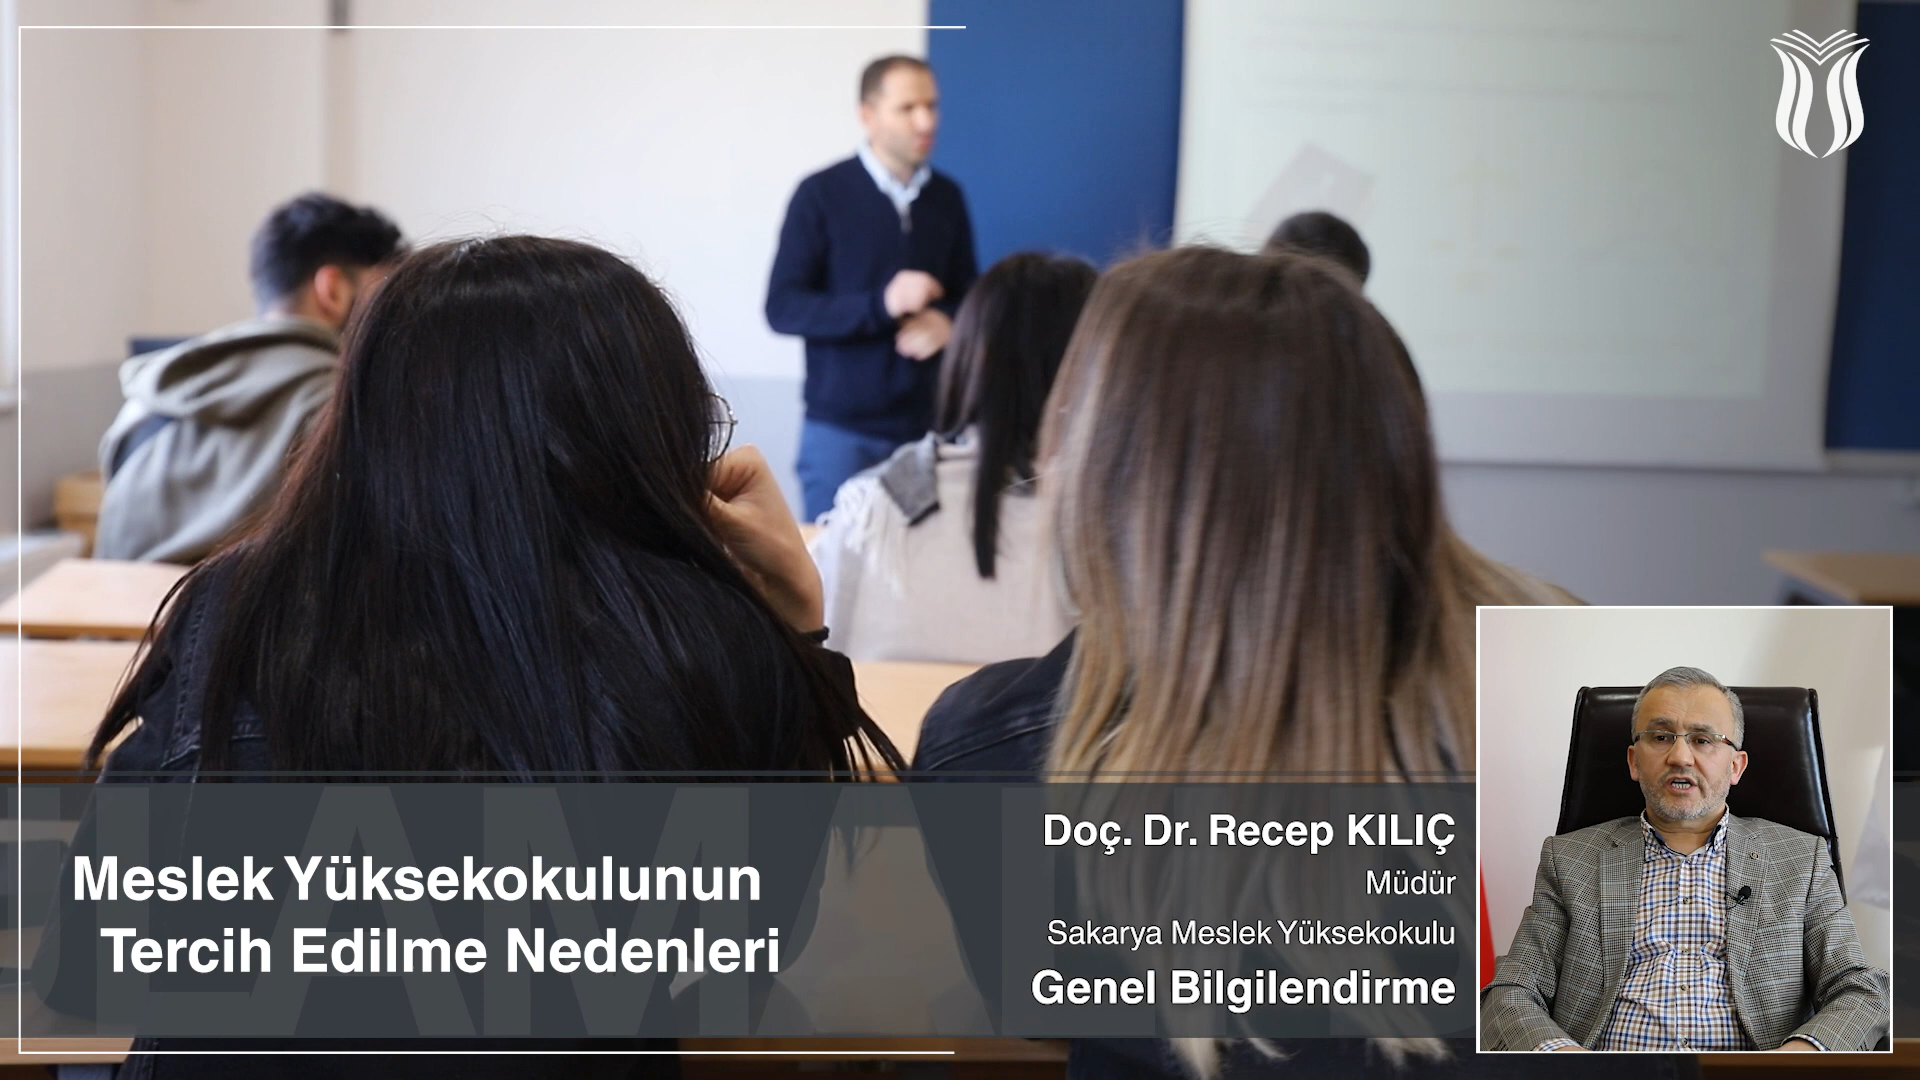 Meslek Yüksekokulunun
Tercih Edilme Nedenleri
Doç. Dr. Recep KILIÇ
Müdür
Sakarya Meslek Yüksekokulu
Genel Bilgilendirme